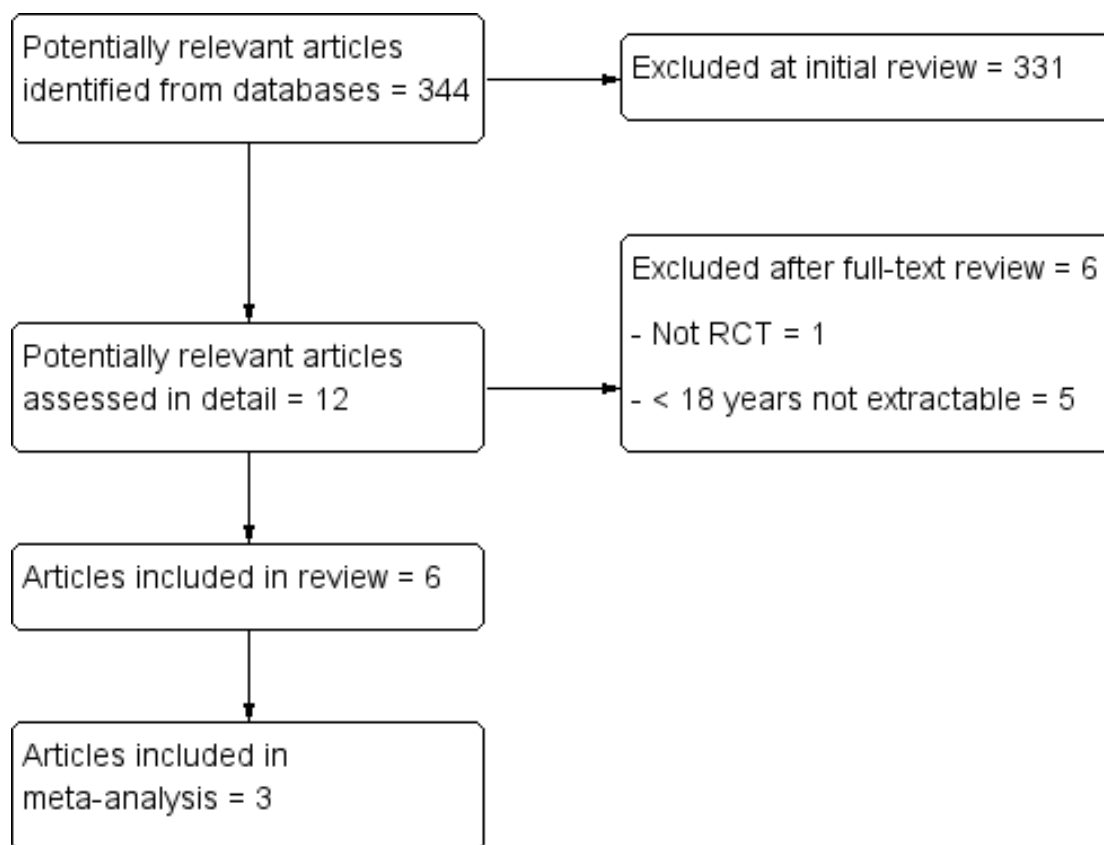 Potentially relevant articles
identified from databases = 344
Excluded at initial review = 331
Excluded after full-text review = 6
- Not RCT = 1
- < 18 years not extractable = 5
Potentially relevant articles
assessed in detail = 12
Articles included in review = 6
Articles included in
meta-analysis = 3